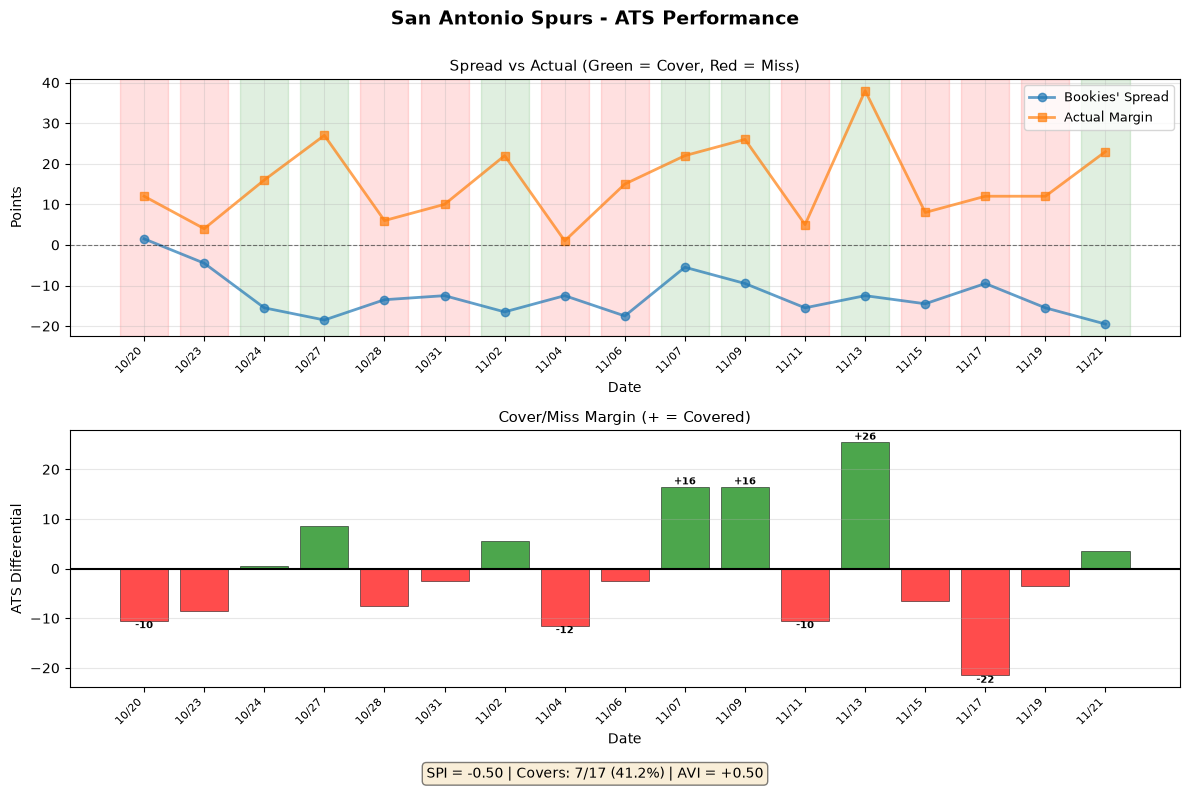 San Antonio Spurs - ATS Performance
Spread vs Actual (Green = Cover, Red = Miss)
Bookies' Spread
Actual Margin
Points
40
30
20
10
0
−10
−20
10/20 10/23 10/24 10/27 10/28 10/31 11/02 11/04 11/06 11/07 11/09 11/11 11/13 11/15 11/17 11/19 11/21
Date
Cover/Miss Margin (+ = Covered)
ATS Differential
20
10
0
−10
−20
-10 -12 +16 +16 -10 +26 -22
10/20 10/23 10/24 10/27 10/28 10/31 11/02 11/04 11/06 11/07 11/09 11/11 11/13 11/15 11/17 11/19 11/21
Date
SPI = -0.50 | Covers: 7/17 (41.2%) | AVI = +0.50